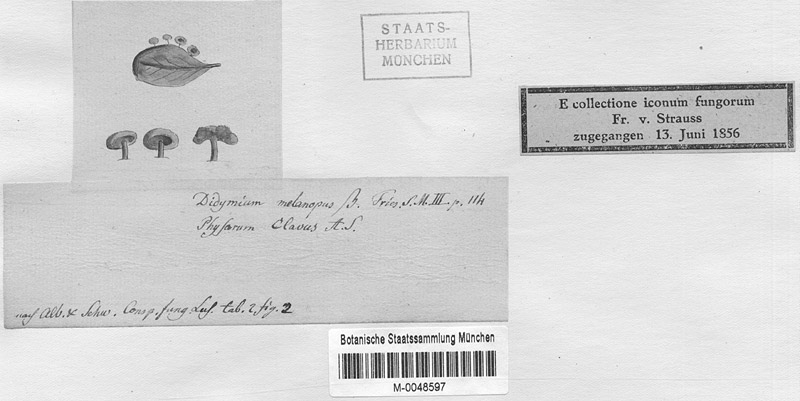 STAATS-
HERBARIUM
MÜNCHEN
E collectione iconum fungorum
Fr. v. Strauss
zugegangen 13. Juni 1856
Didymium melanopus β. Fries. S. M. III. p. 114
Physarum Clavus A. S.
nach Alb. & Schw. Consp. fung. Lus. tab. 2 fig. 2
Botanische Staatssammlung München
M-0048597